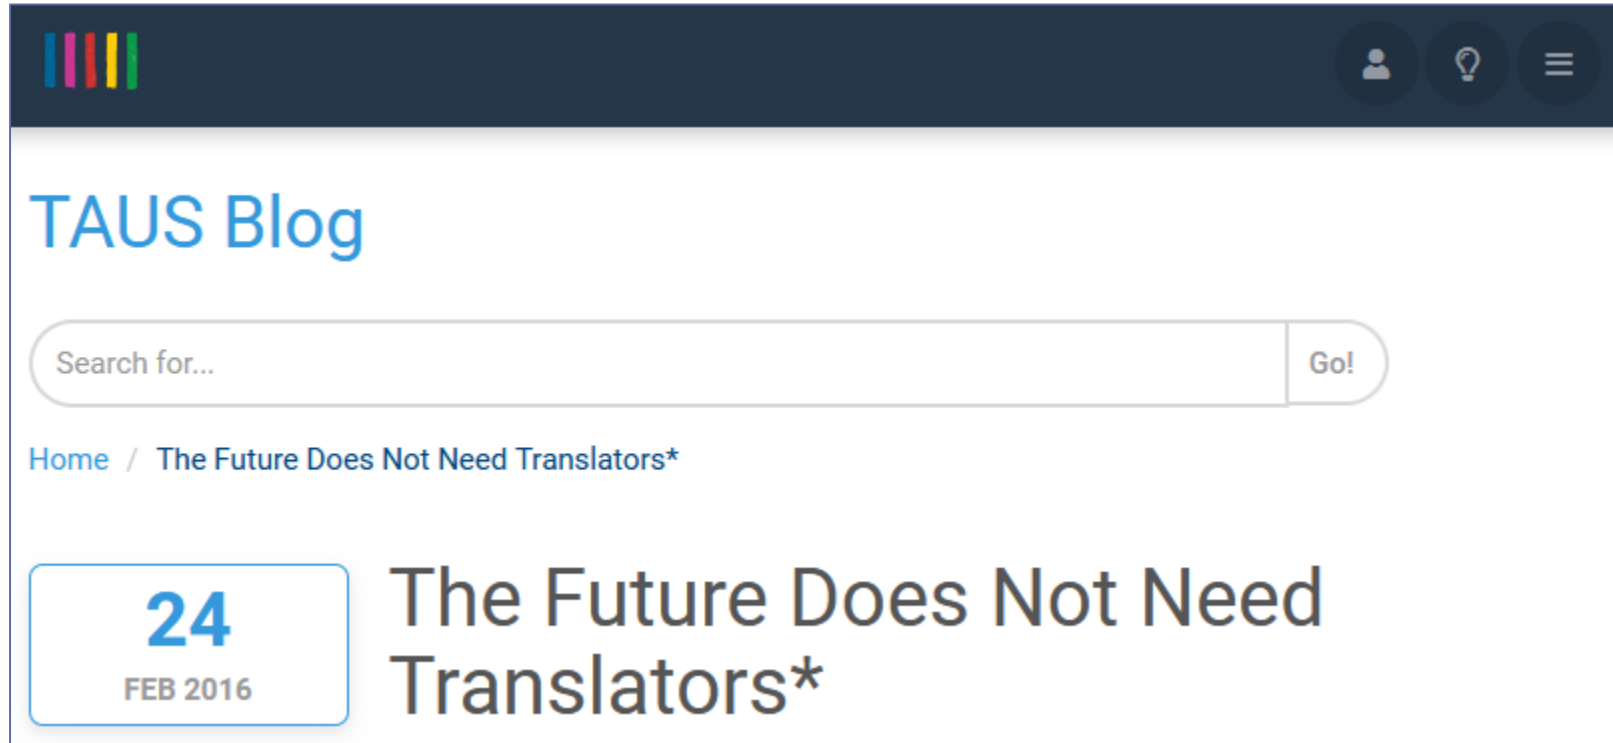 TAUS Blog
Search for...
Go!
Home / The Future Does Not Need Translators*
24
FEB 2016
The Future Does Not Need
Translators*